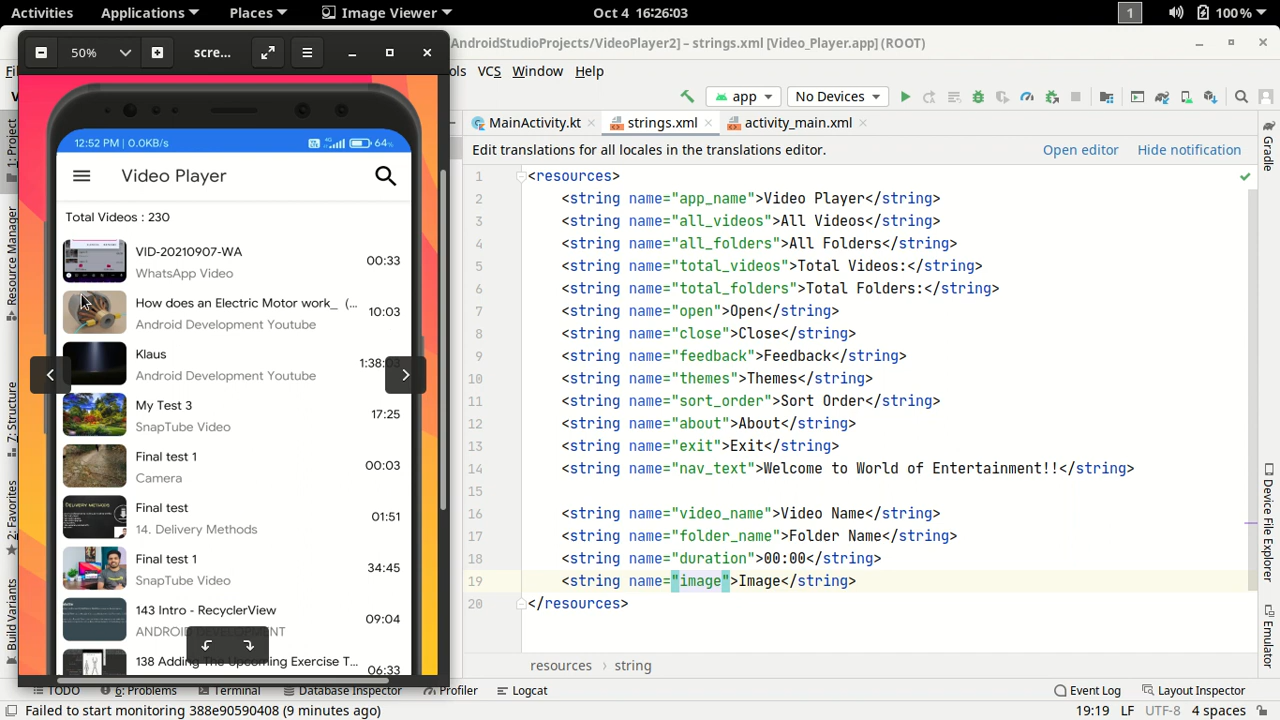 Activities Applications Places Image Viewer Oct 4 16:26:03 1 100%
50% scre...
AndroidStudioProjects/VideoPlayer2] – strings.xml [Video_Player.app] (ROOT)
ols VCS Window Help
app No Devices
MainActivity.kt strings.xml activity_main.xml
Edit translations for all locales in the translations editor. Open editor Hide notification
12:52 PM | 0.0KB/s 64%
Video Player
Total Videos : 230
VID-20210907-WA
WhatsApp Video
00:33
How does an Electric Motor work_ (...
Android Development Youtube
10:03
Klaus
Android Development Youtube
My Test 3
SnapTube Video
17:25
Final test 1
Camera
00:03
Final test
14. Delivery Methods
01:51
Final test 1
SnapTube Video
34:45
143 Intro - RecyclerView
ANDROID DEVELOPMENT
09:04
138 Adding The Upcoming Exercise T...
06:33
1 <resources>
2 <string name="app_name">Video Player</string>
3 <string name="all_videos">All Videos</string>
4 <string name="all_folders">All Folders</string>
5 <string name="total_videos">Total Videos:</string>
6 <string name="total_folders">Total Folders:</string>
7 <string name="open">Open</string>
8 <string name="close">Close</string>
9 <string name="feedback">Feedback</string>
10 <string name="themes">Themes</string>
11 <string name="sort_order">Sort Order</string>
12 <string name="about">About</string>
13 <string name="exit">Exit</string>
14 <string name="nav_text">Welcome to World of Entertainment!!</string>
15
16 <string name="video_name">Video Name</string>
17 <string name="folder_name">Folder Name</string>
18 <string name="duration">00:00</string>
19 <string name="image">Image</string>
20 </resources>
resources string
1: Project
Resource Manager
7: Structure
2: Favorites
Build Variants
Gradle
Device File Explorer
Emulator
TODO 6: Problems Terminal Database Inspector Profiler Logcat Event Log Layout Inspector
Failed to start monitoring 388e90590408 (9 minutes ago) 19:19 LF UTF-8 4 spaces